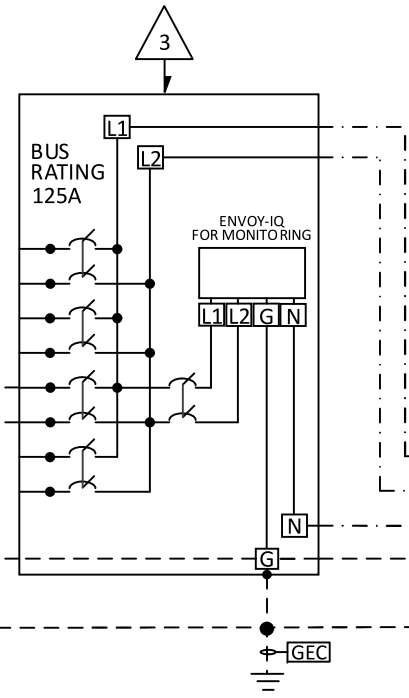 3
L1
L2
BUS
RATING
125A
ENVOY-IQ
FOR MONITORING
L1 L2 G N
N
G
GEC